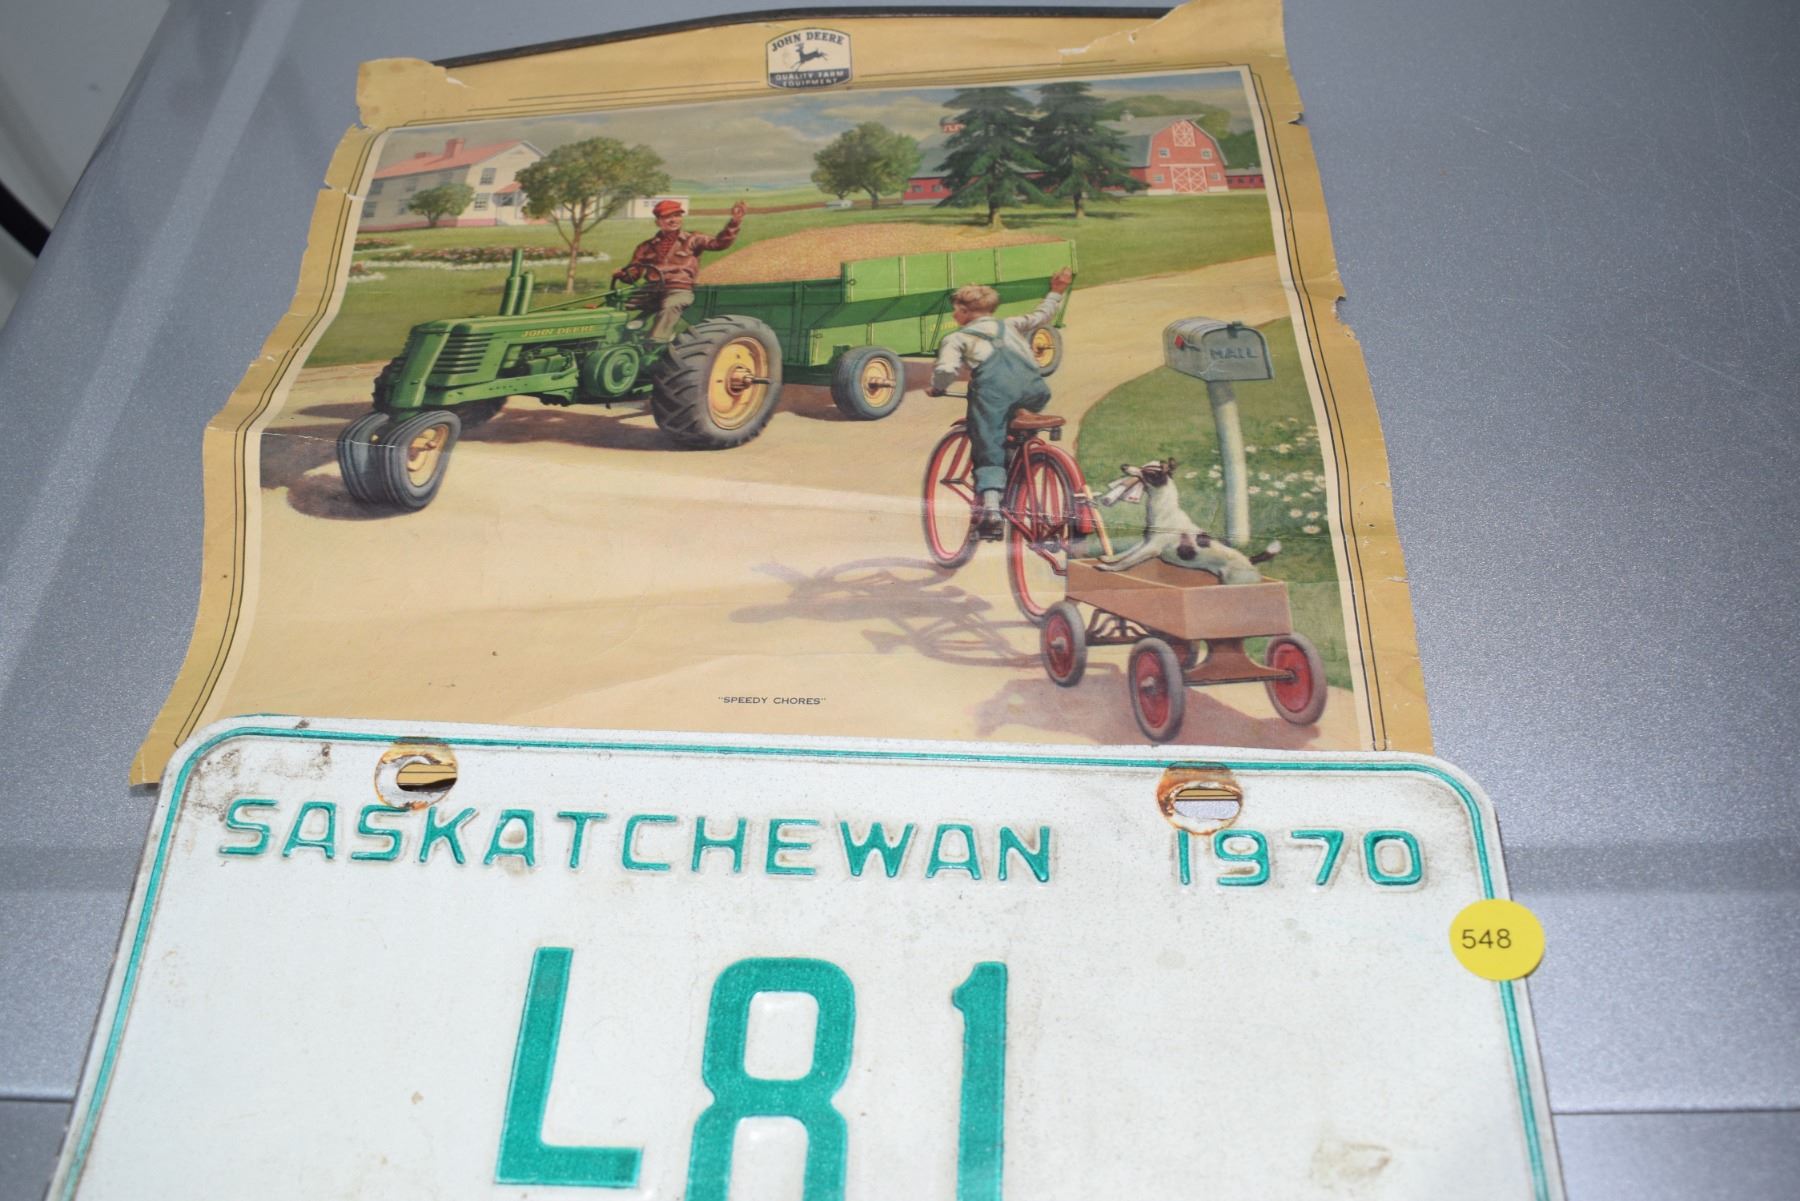 JOHN DEERE
QUALITY FARM
EQUIPMENT
JOHN DEERE
MAIL
"SPEEDY CHORES"
SASKATCHEWAN 1970
548
L81